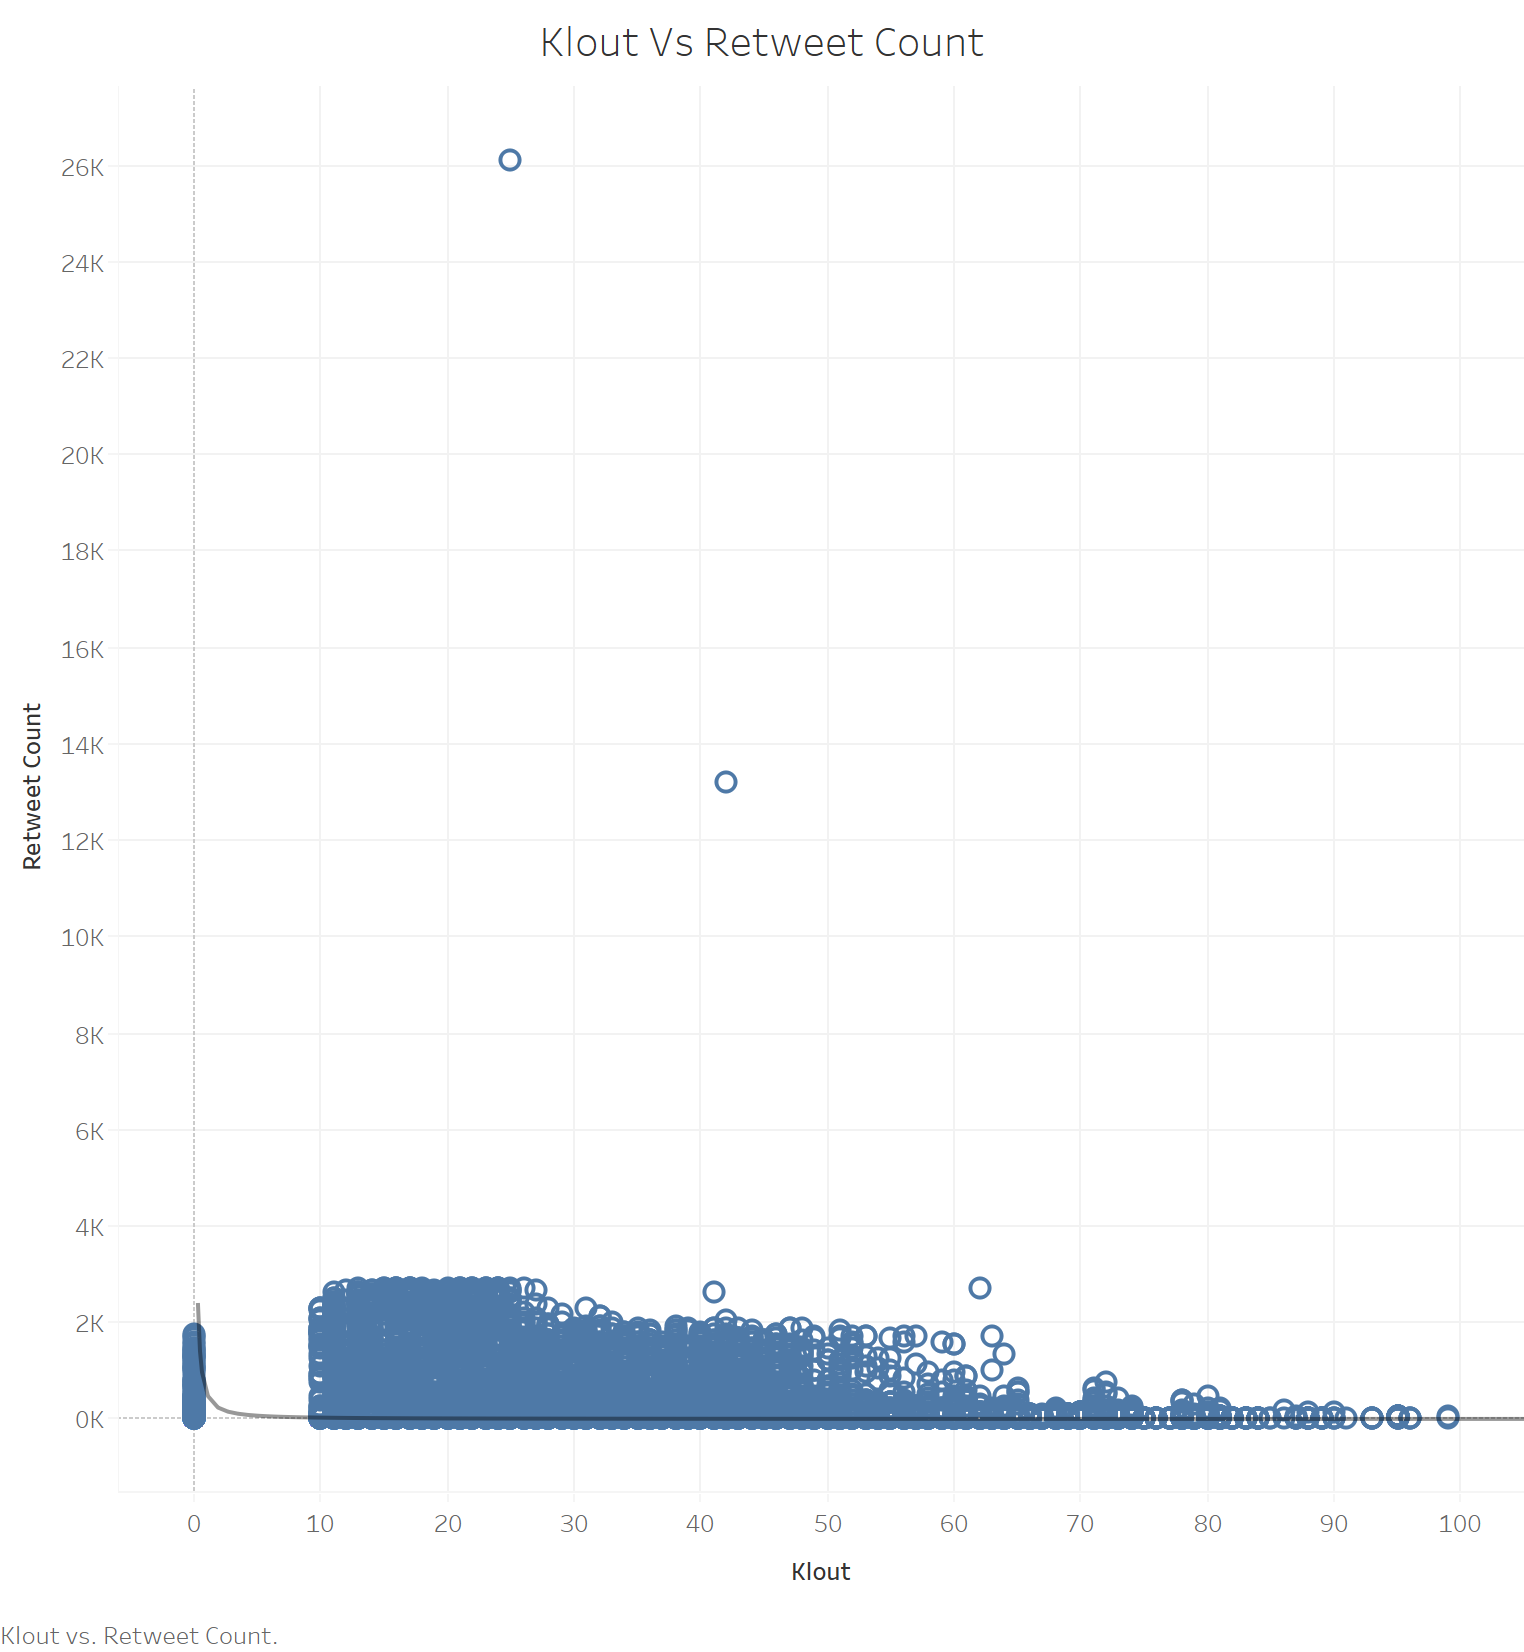 Klout Vs Retweet Count
26K
24K
22K
20K
18K
16K
14K
12K
10K
8K
6K
4K
2K
0K
Retweet Count
0 10 20 30 40 50 60 70 80 90 100
Klout
Klout vs. Retweet Count.